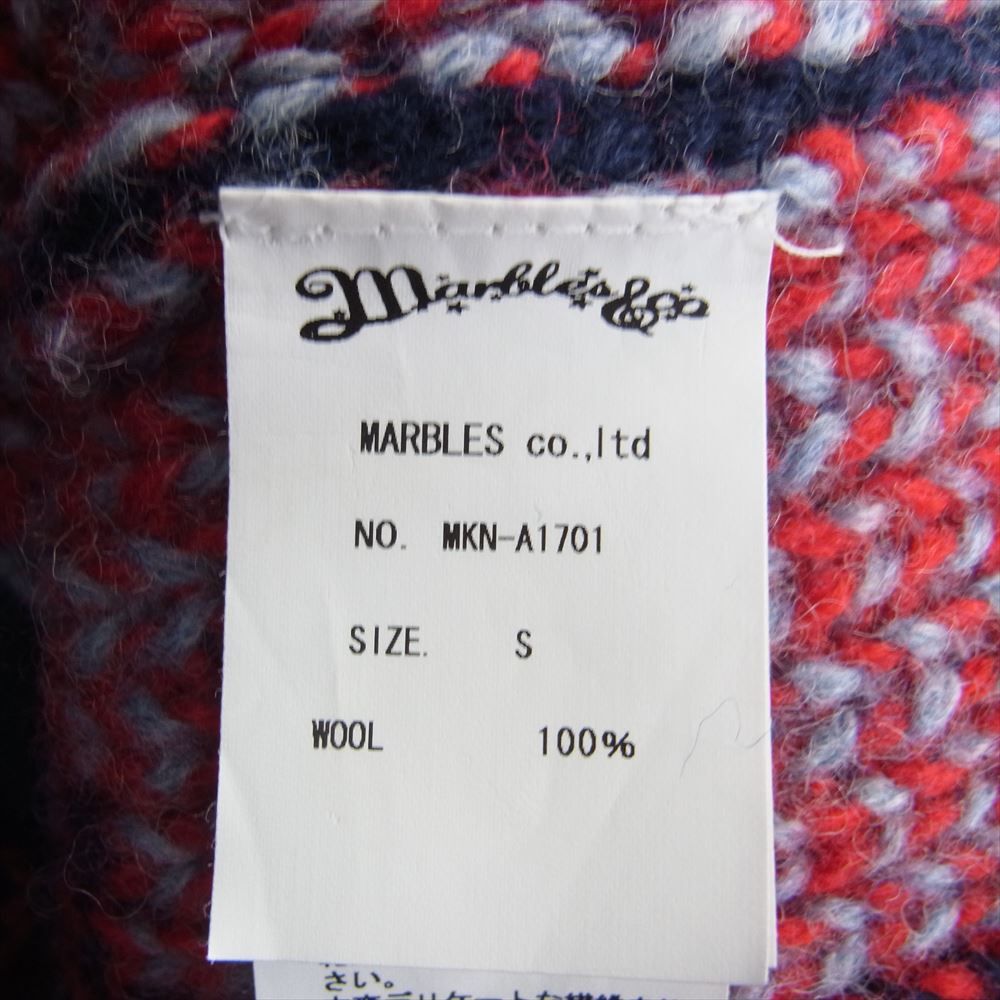 Marbles&Co
MARBLES co.,ltd
NO. MKN-A1701
SIZE. S
WOOL 100%
さい。